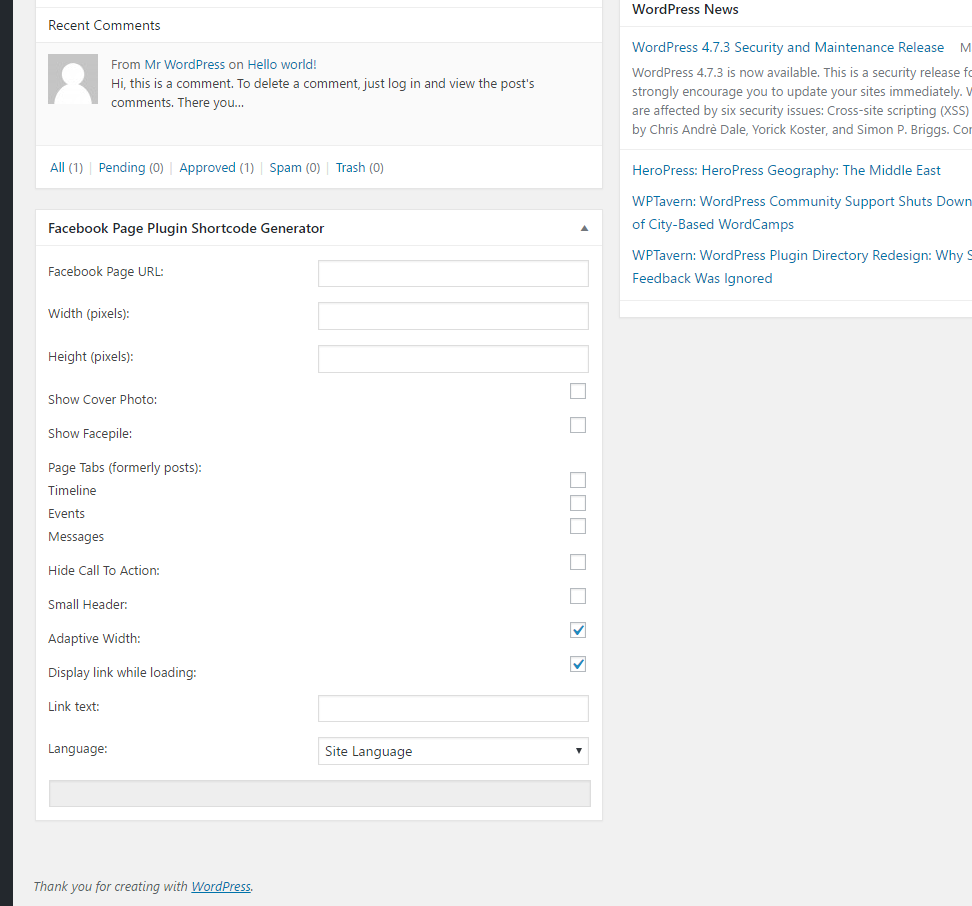 Recent Comments
From Mr WordPress on Hello world!
Hi, this is a comment. To delete a comment, just log in and view the post's
comments. There you...
All (1) | Pending (0) | Approved (1) | Spam (0) | Trash (0)
Facebook Page Plugin Shortcode Generator
Facebook Page URL:
Width (pixels):
Height (pixels):
Show Cover Photo:
Show Facepile:
Page Tabs (formerly posts):
Timeline
Events
Messages
Hide Call To Action:
Small Header:
Adaptive Width:
Display link while loading:
Link text:
Language:
Site Language
Thank you for creating with WordPress.
WordPress News
WordPress 4.7.3 Security and Maintenance Release
WordPress 4.7.3 is now available. This is a security release
strongly encourage you to update your sites immediately.
are affected by six security issues: Cross-site scripting (XSS)
by Chris Andrè Dale, Yorick Koster, and Simon P. Briggs.
HeroPress: HeroPress Geography: The Middle East
WPTavern: WordPress Community Support Shuts Down
of City-Based WordCamps
WPTavern: WordPress Plugin Directory Redesign: Why
Feedback Was Ignored